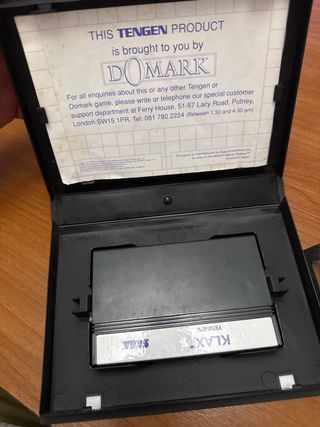 THIS TENGEN PRODUCT
is brought to you by
DOMARK
For all enquiries about this or any other Tengen or
Domark game, please write or telephone our special customer
support department at Ferry House, 51-57 Lacy Road, Putney,
London SW15 1PR. Tel: 081 780 2224 (Between 1.30 and 4.30 pm)
KLAX
TENGEN
SEGA